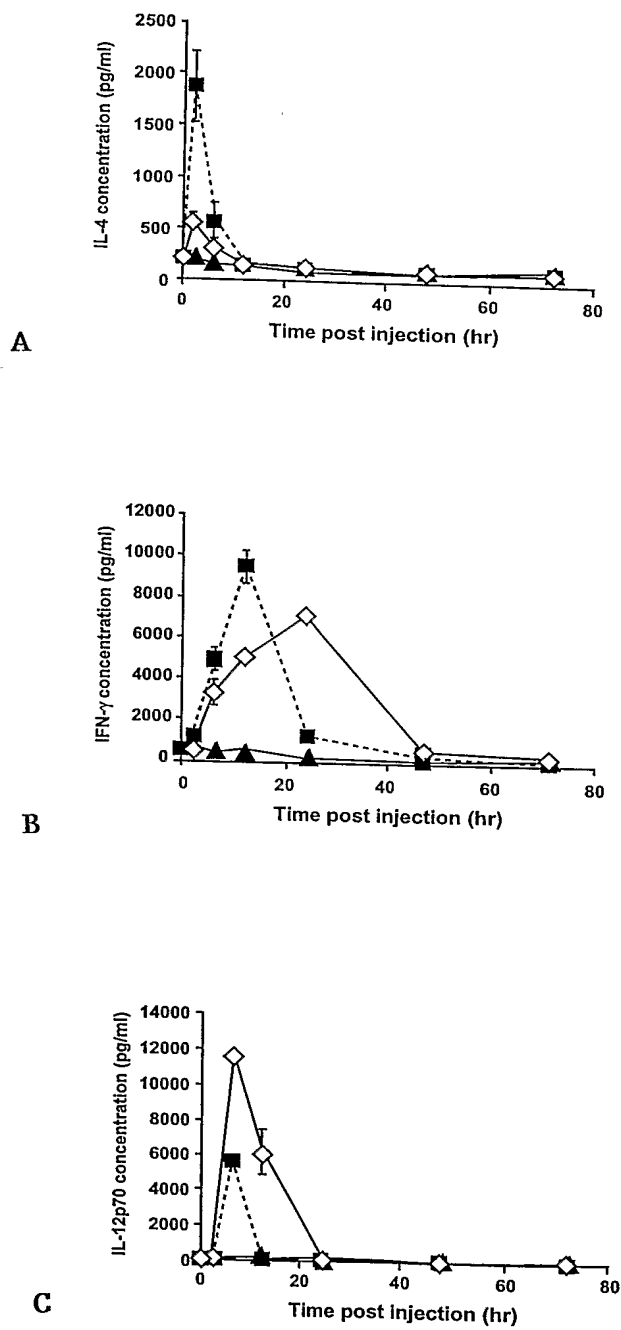 2500
2000
1500
1000
500
0
IL-4 concentration (pg/ml)
0 20 40 60 80
Time post injection (hr)
A
12000
10000
8000
6000
4000
2000
0
IFN-γ concentration (pg/ml)
0 20 40 60 80
Time post injection (hr)
B
14000
12000
10000
8000
6000
4000
2000
0
IL-12p70 concentration (pg/ml)
0 20 40 60 80
Time post injection (hr)
C